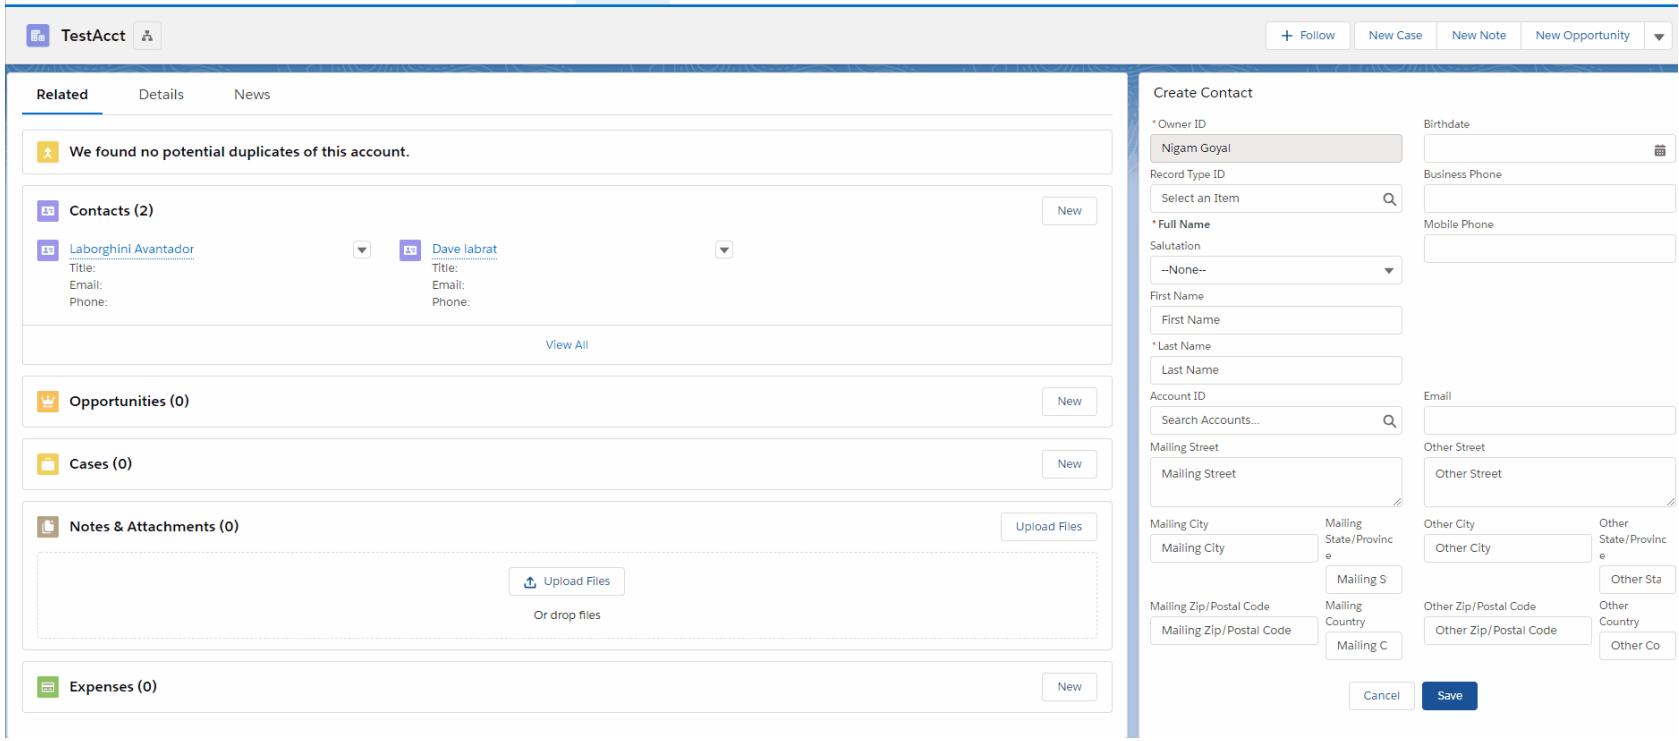 TestAcct
+ Follow New Case New Note New Opportunity
Related Details News
We found no potential duplicates of this account.
Contacts (2) New
Laborghini Avantador
Title:
Email:
Phone:
Dave labrat
Title:
Email:
Phone:
View All
Opportunities (0) New
Cases (0) New
Notes & Attachments (0) Upload Files
Upload Files
Or drop files
Expenses (0) New
Create Contact
*Owner ID
Nigam Goyal
Birthdate
Record Type ID
Select an Item
Business Phone
*Full Name
Mobile Phone
Salutation
--None--
First Name
First Name
*Last Name
Last Name
Account ID
Search Accounts...
Email
Mailing Street
Mailing Street
Other Street
Other Street
Mailing City
Mailing City
Mailing
State/Provinc
e
Mailing S
Other City
Other City
Other
State/Provinc
e
Other Sta
Mailing Zip/Postal Code
Mailing Zip/Postal Code
Mailing
Country
Mailing C
Other Zip/Postal Code
Other Zip/Postal Code
Other
Country
Other Co
Cancel Save